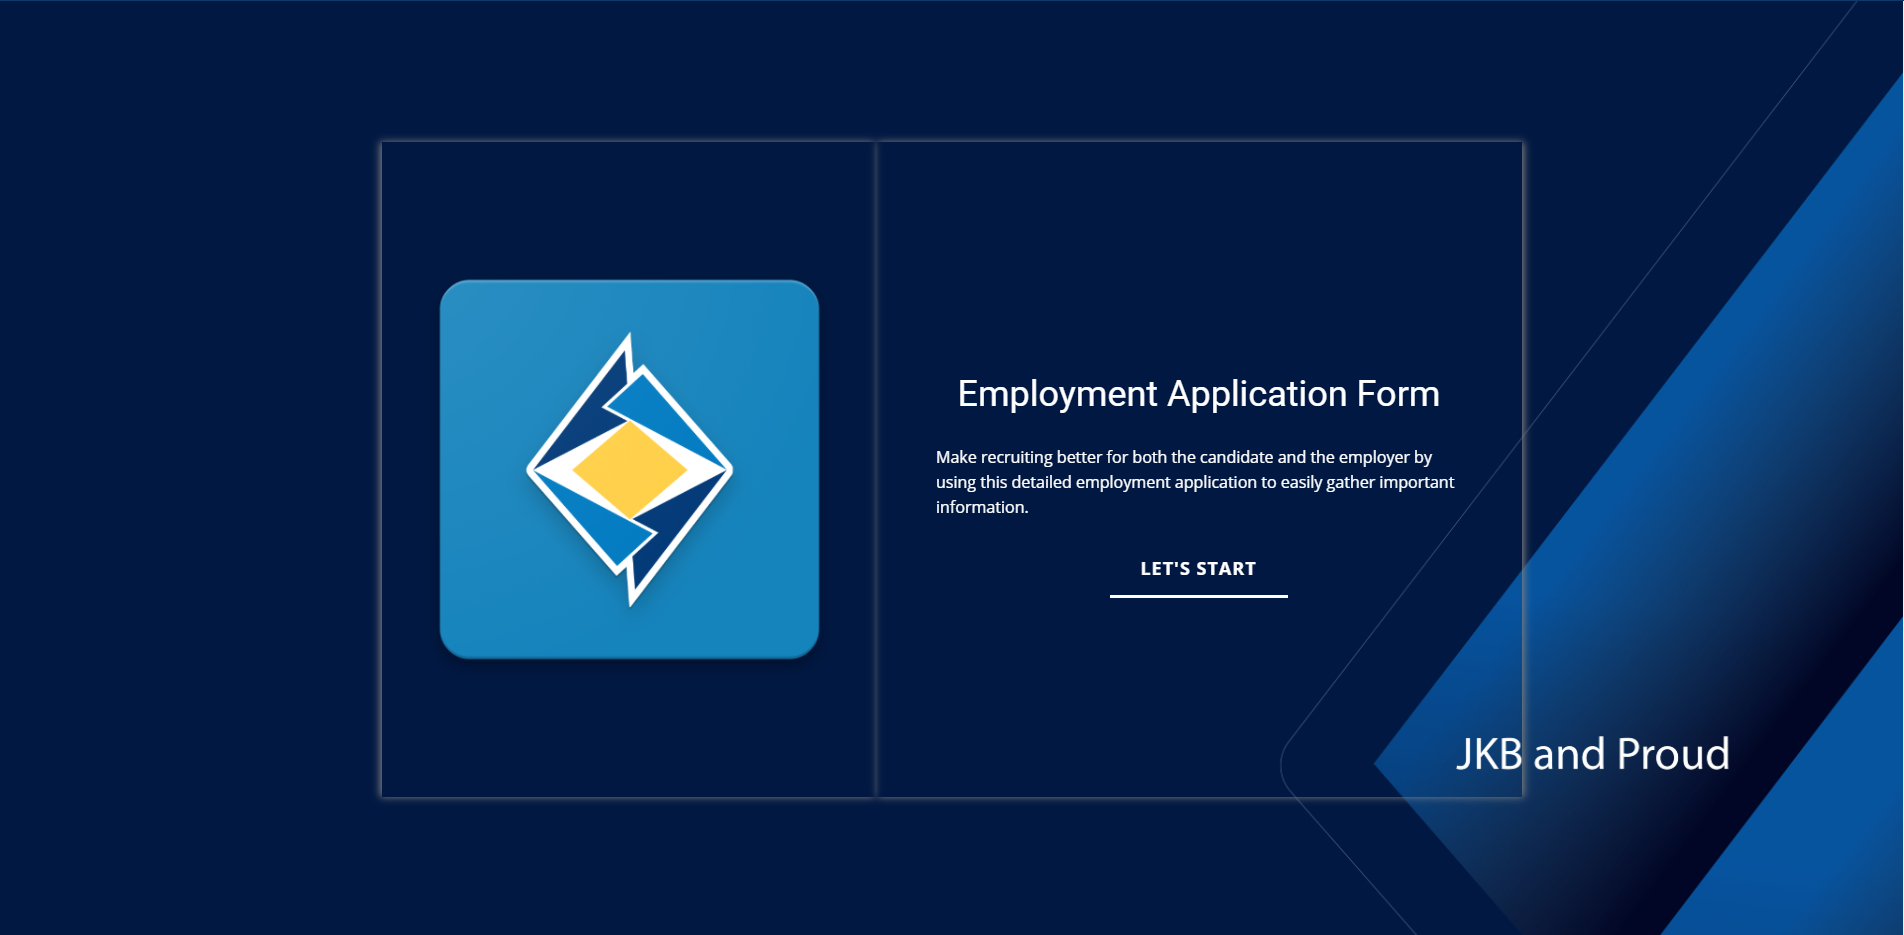 Employment Application Form
Make recruiting better for both the candidate and the employer by
using this detailed employment application to easily gather important
information.
LET'S START
JKB and Proud